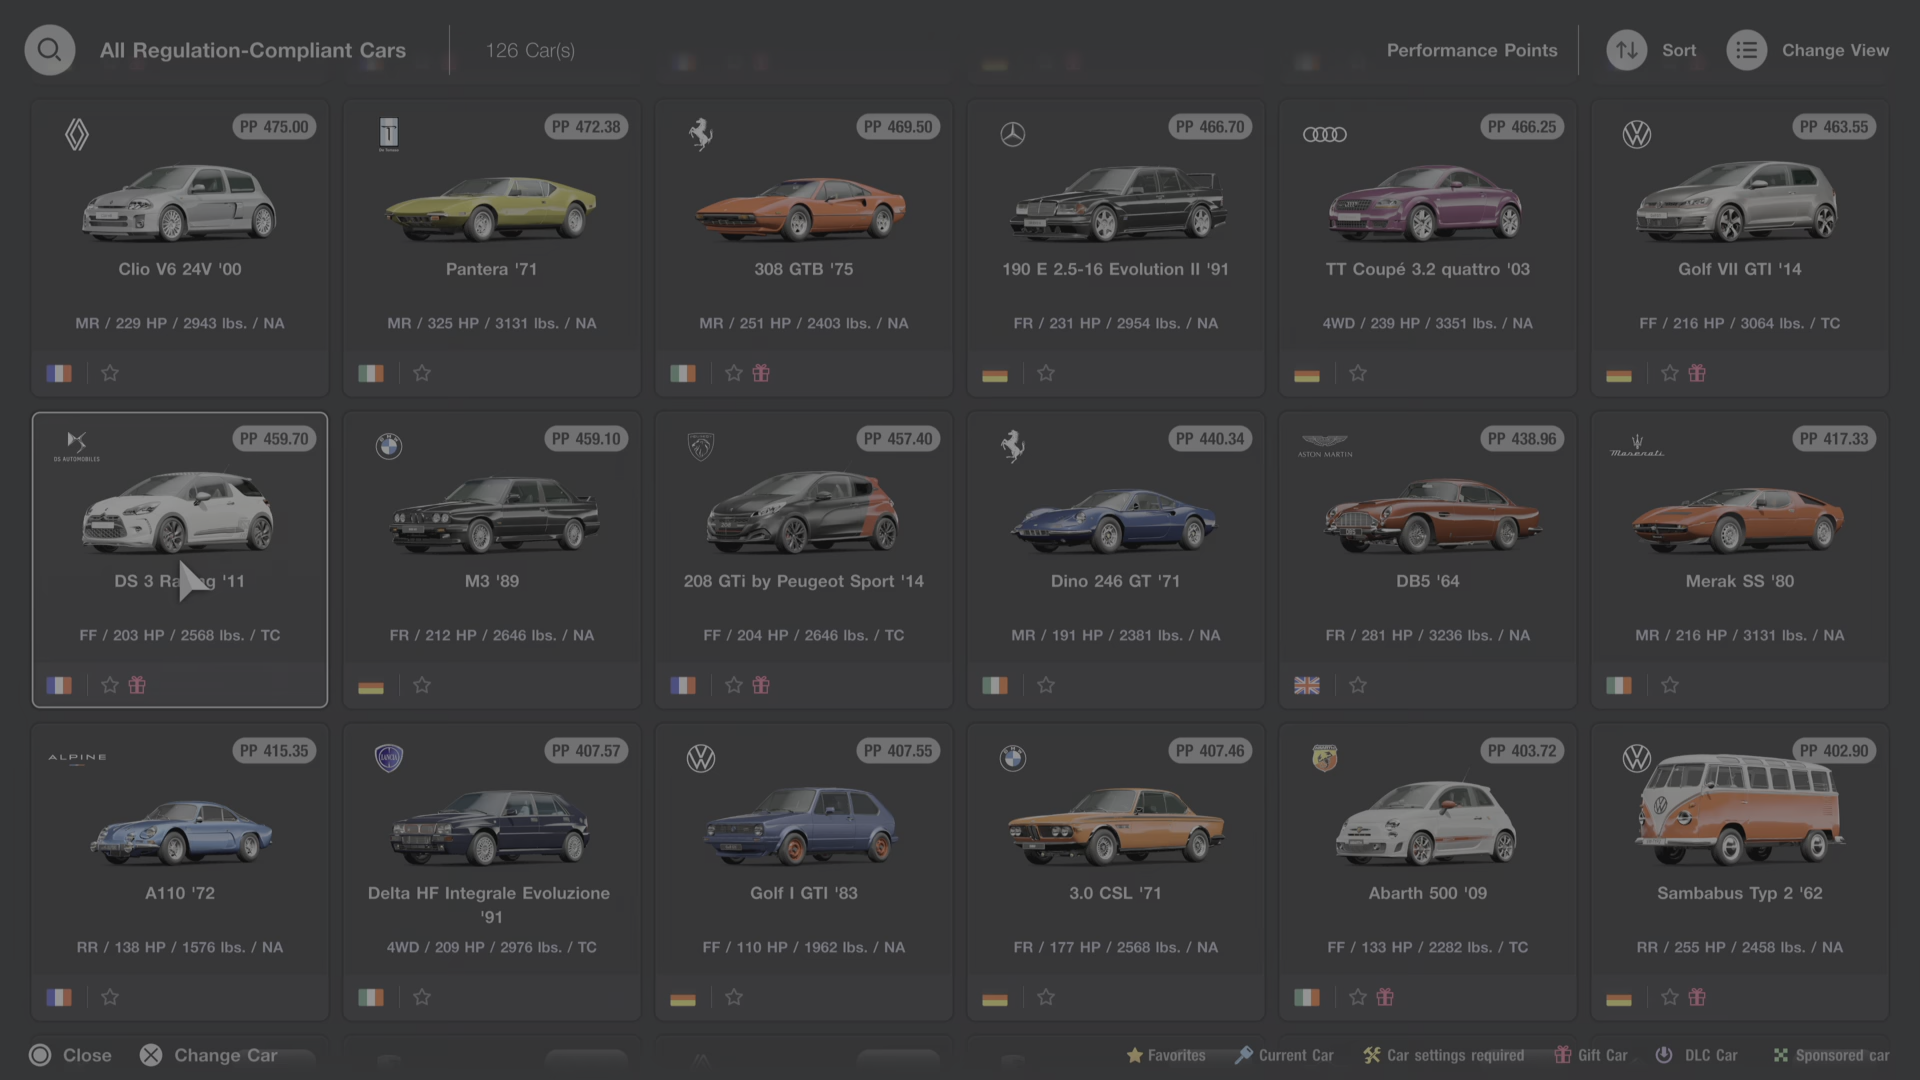 All Regulation-Compliant Cars
126 Car(s)
Performance Points
Sort
Change View
PP 475.00
Clio V6 24V '00
MR / 229 HP / 2943 lbs. / NA
PP 472.38
Pantera '71
MR / 325 HP / 3131 lbs. / NA
PP 469.50
308 GTB '75
MR / 251 HP / 2403 lbs. / NA
PP 466.70
190 E 2.5-16 Evolution II '91
FR / 231 HP / 2954 lbs. / NA
PP 466.25
TT Coupé 3.2 quattro '03
4WD / 239 HP / 3351 lbs. / NA
PP 463.55
Golf VII GTI '14
FF / 216 HP / 3064 lbs. / TC
DS AUTOMOBILES
PP 459.70
DS 3 Ra g '11
FF / 203 HP / 2568 lbs. / TC
PP 459.10
M3 '89
FR / 212 HP / 2646 lbs. / NA
PP 457.40
208 GTi by Peugeot Sport '14
FF / 204 HP / 2646 lbs. / TC
PP 440.34
Dino 246 GT '71
MR / 191 HP / 2381 lbs. / NA
ASTON MARTIN
PP 438.96
DB5 '64
FR / 281 HP / 3236 lbs. / NA
Maserati
PP 417.33
Merak SS '80
MR / 216 HP / 3131 lbs. / NA
ALPINE
PP 415.35
A110 '72
RR / 138 HP / 1576 lbs. / NA
LANCIA
PP 407.57
Delta HF Integrale Evoluzione
'91
4WD / 209 HP / 2976 lbs. / TC
PP 407.55
Golf I GTI '83
FF / 110 HP / 1962 lbs. / NA
PP 407.46
3.0 CSL '71
FR / 177 HP / 2568 lbs. / NA
PP 403.72
Abarth 500 '09
FF / 133 HP / 2282 lbs. / TC
PP 402.90
Sambabus Typ 2 '62
RR / 255 HP / 2458 lbs. / NA
Close
Change Car
Favorites
Current Car
Car settings required
Gift Car
DLC Car
Sponsored car